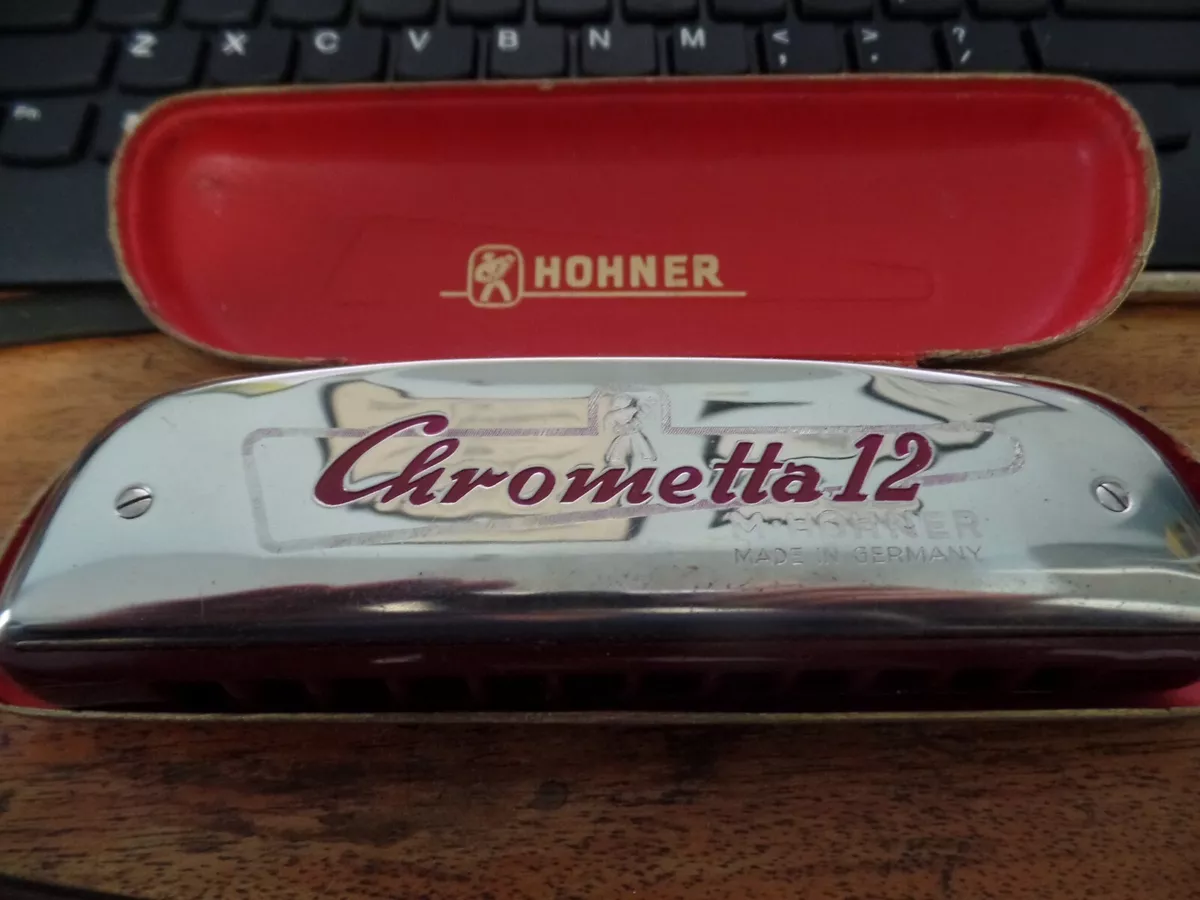 Z X C V B N M < , > . ? /
HOHNER
Chrometta 12
M. HOHNER
MADE IN GERMANY